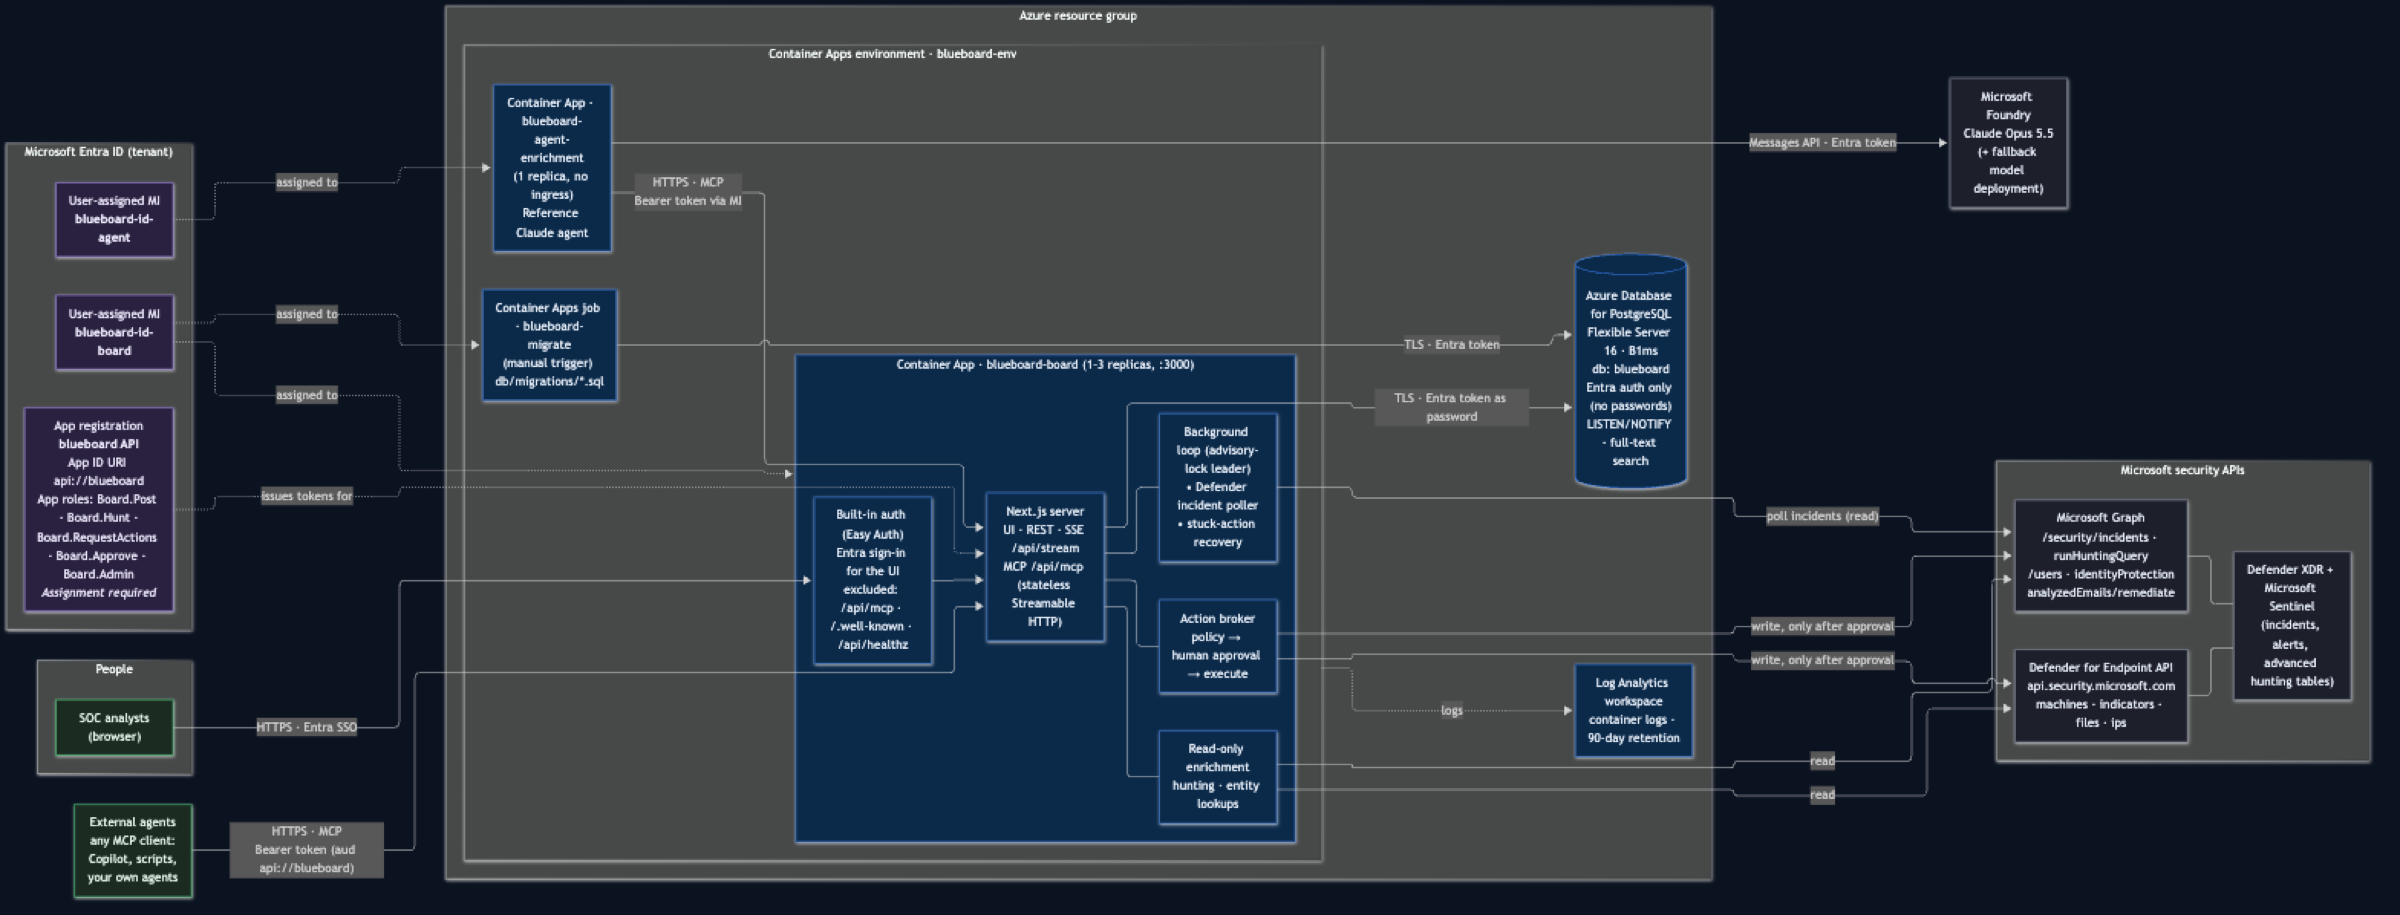 Azure resource group
Container Apps environment · blueboard-env
Microsoft Entra ID (tenant)
User-assigned MI
blueboard-id-
agent
User-assigned MI
blueboard-id-
board
App registration
blueboard API
App ID URI
api://blueboard
App roles: Board.Post
· Board.Hunt ·
Board.RequestActions
· Board.Approve ·
Board.Admin
Assignment required
People
SOC analysts
(browser)
External agents
any MCP client:
Copilot, scripts,
your own agents
assigned to
assigned to
assigned to
issues tokens for
HTTPS · Entra SSO
HTTPS · MCP
Bearer token (aud
api://blueboard)
Container App ·
blueboard-
agent-
enrichment
(1 replica, no
ingress)
Reference
Claude agent
HTTPS · MCP
Bearer token via MI
Container Apps job
· blueboard-
migrate
(manual trigger)
db/migrations/*.sql
Container App · blueboard-board (1–3 replicas, :3000)
Built-in auth
(Easy Auth)
Entra sign-in
for the UI
excluded:
/api/mcp ·
/.well-known ·
/api/healthz
Next.js server
UI · REST · SSE
/api/stream
MCP /api/mcp
(stateless
Streamable
HTTP)
Background
loop (advisory-
lock leader)
• Defender
incident poller
• stuck-action
recovery
Action broker
policy →
human approval
→ execute
Read-only
enrichment
hunting · entity
lookups
TLS · Entra token
TLS · Entra token as
password
Azure Database
for PostgreSQL
Flexible Server
16 · B1ms
db: blueboard
Entra auth only
(no passwords)
LISTEN/NOTIFY
· full-text
search
logs
Log Analytics
workspace
container logs ·
90-day retention
Messages API · Entra token
Microsoft
Foundry
Claude Opus 5.5
(+ fallback
model
deployment)
poll incidents (read)
write, only after approval
write, only after approval
read
read
Microsoft security APIs
Microsoft Graph
/security/incidents ·
runHuntingQuery
/users · identityProtection
analyzedEmails/remediate
Defender for Endpoint API
api.security.microsoft.com
machines · indicators ·
files · ips
Defender XDR +
Microsoft
Sentinel
(incidents,
alerts,
advanced
hunting tables)